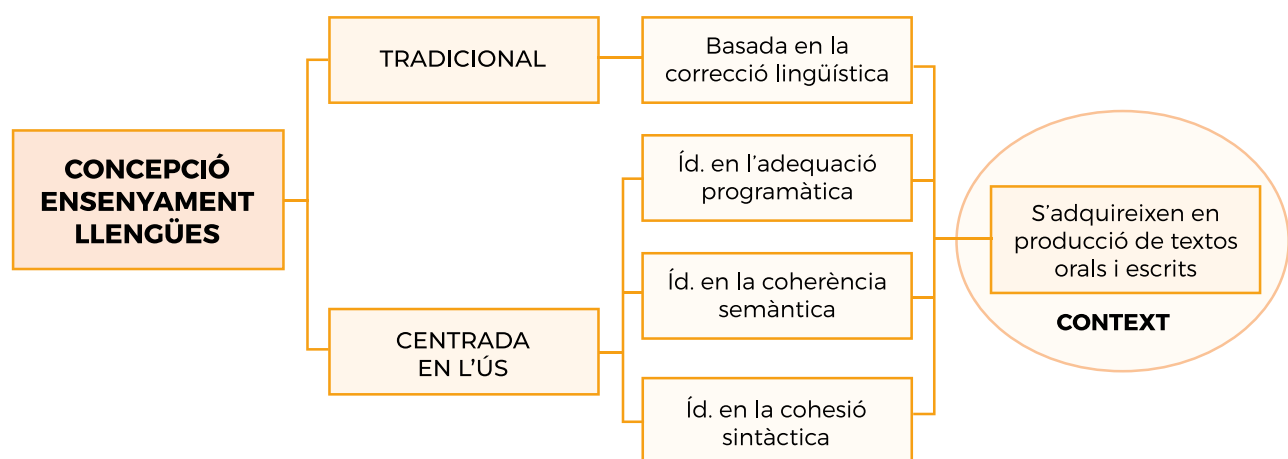 CONCEPCIÓ
ENSENYAMENT
LLENGÜES
TRADICIONAL
CENTRADA
EN L'ÚS
Basada en la
correcció lingüística
Íd. en l'adequació
programàtica
Íd. en la coherència
semàntica
Íd. en la cohesió
sintàctica
S'adquireixen en
producció de textos
orals i escrits
CONTEXT